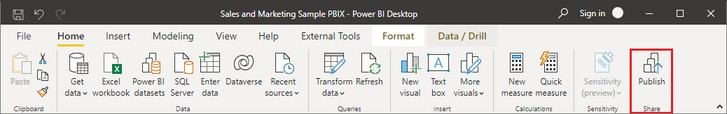 Sales and Marketing Sample PBIX - Power BI Desktop
Sign in
File Home Insert Modeling View Help External Tools Format Data / Drill
Paste
Get data
Excel workbook
Power BI datasets
SQL Server
Enter data
Dataverse
Recent sources
Transform data
Refresh
New visual
Text box
More visuals
New measure
Quick measure
Sensitivity (preview)
Publish
Clipboard Data Queries Insert Calculations Sensitivity Share